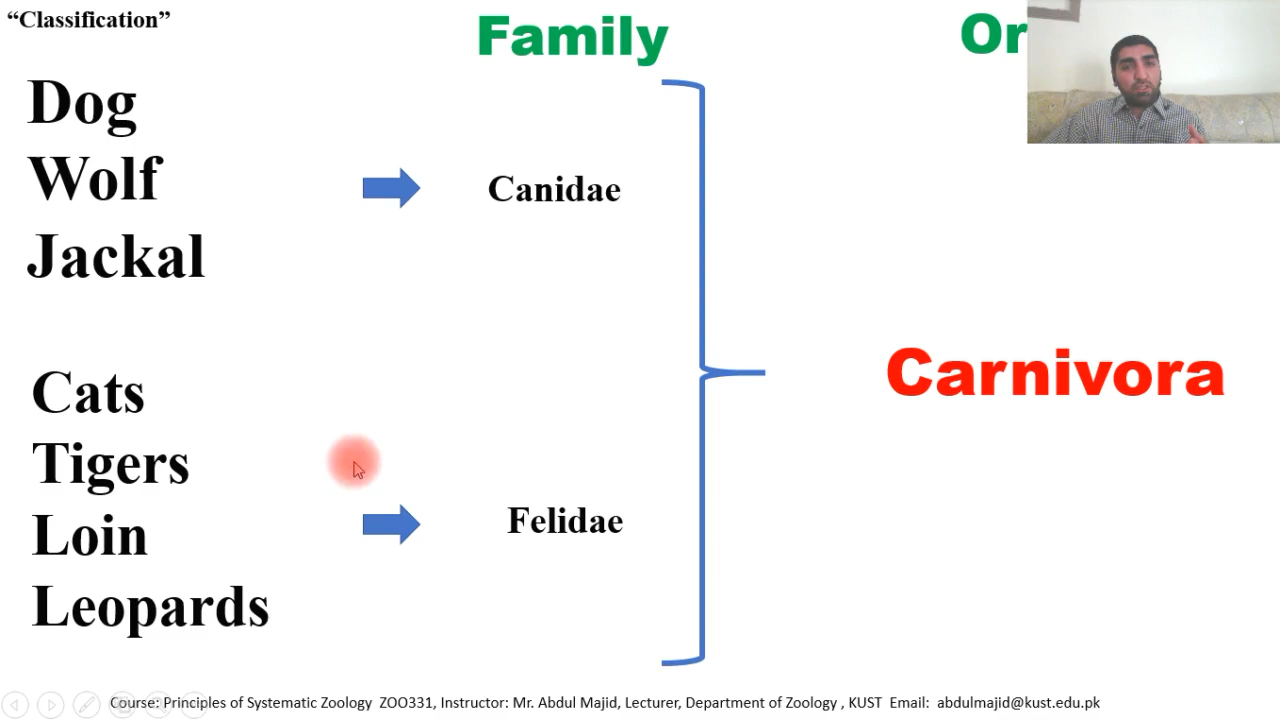 “Classification”
Family
Or
Dog
Wolf
Jackal
Canidae
Carnivora
Cats
Tigers
Loin
Leopards
Felidae
Course: Principles of Systematic Zoology ZOO331, Instructor: Mr. Abdul Majid, Lecturer, Department of Zoology , KUST Email: abdulmajid@kust.edu.pk